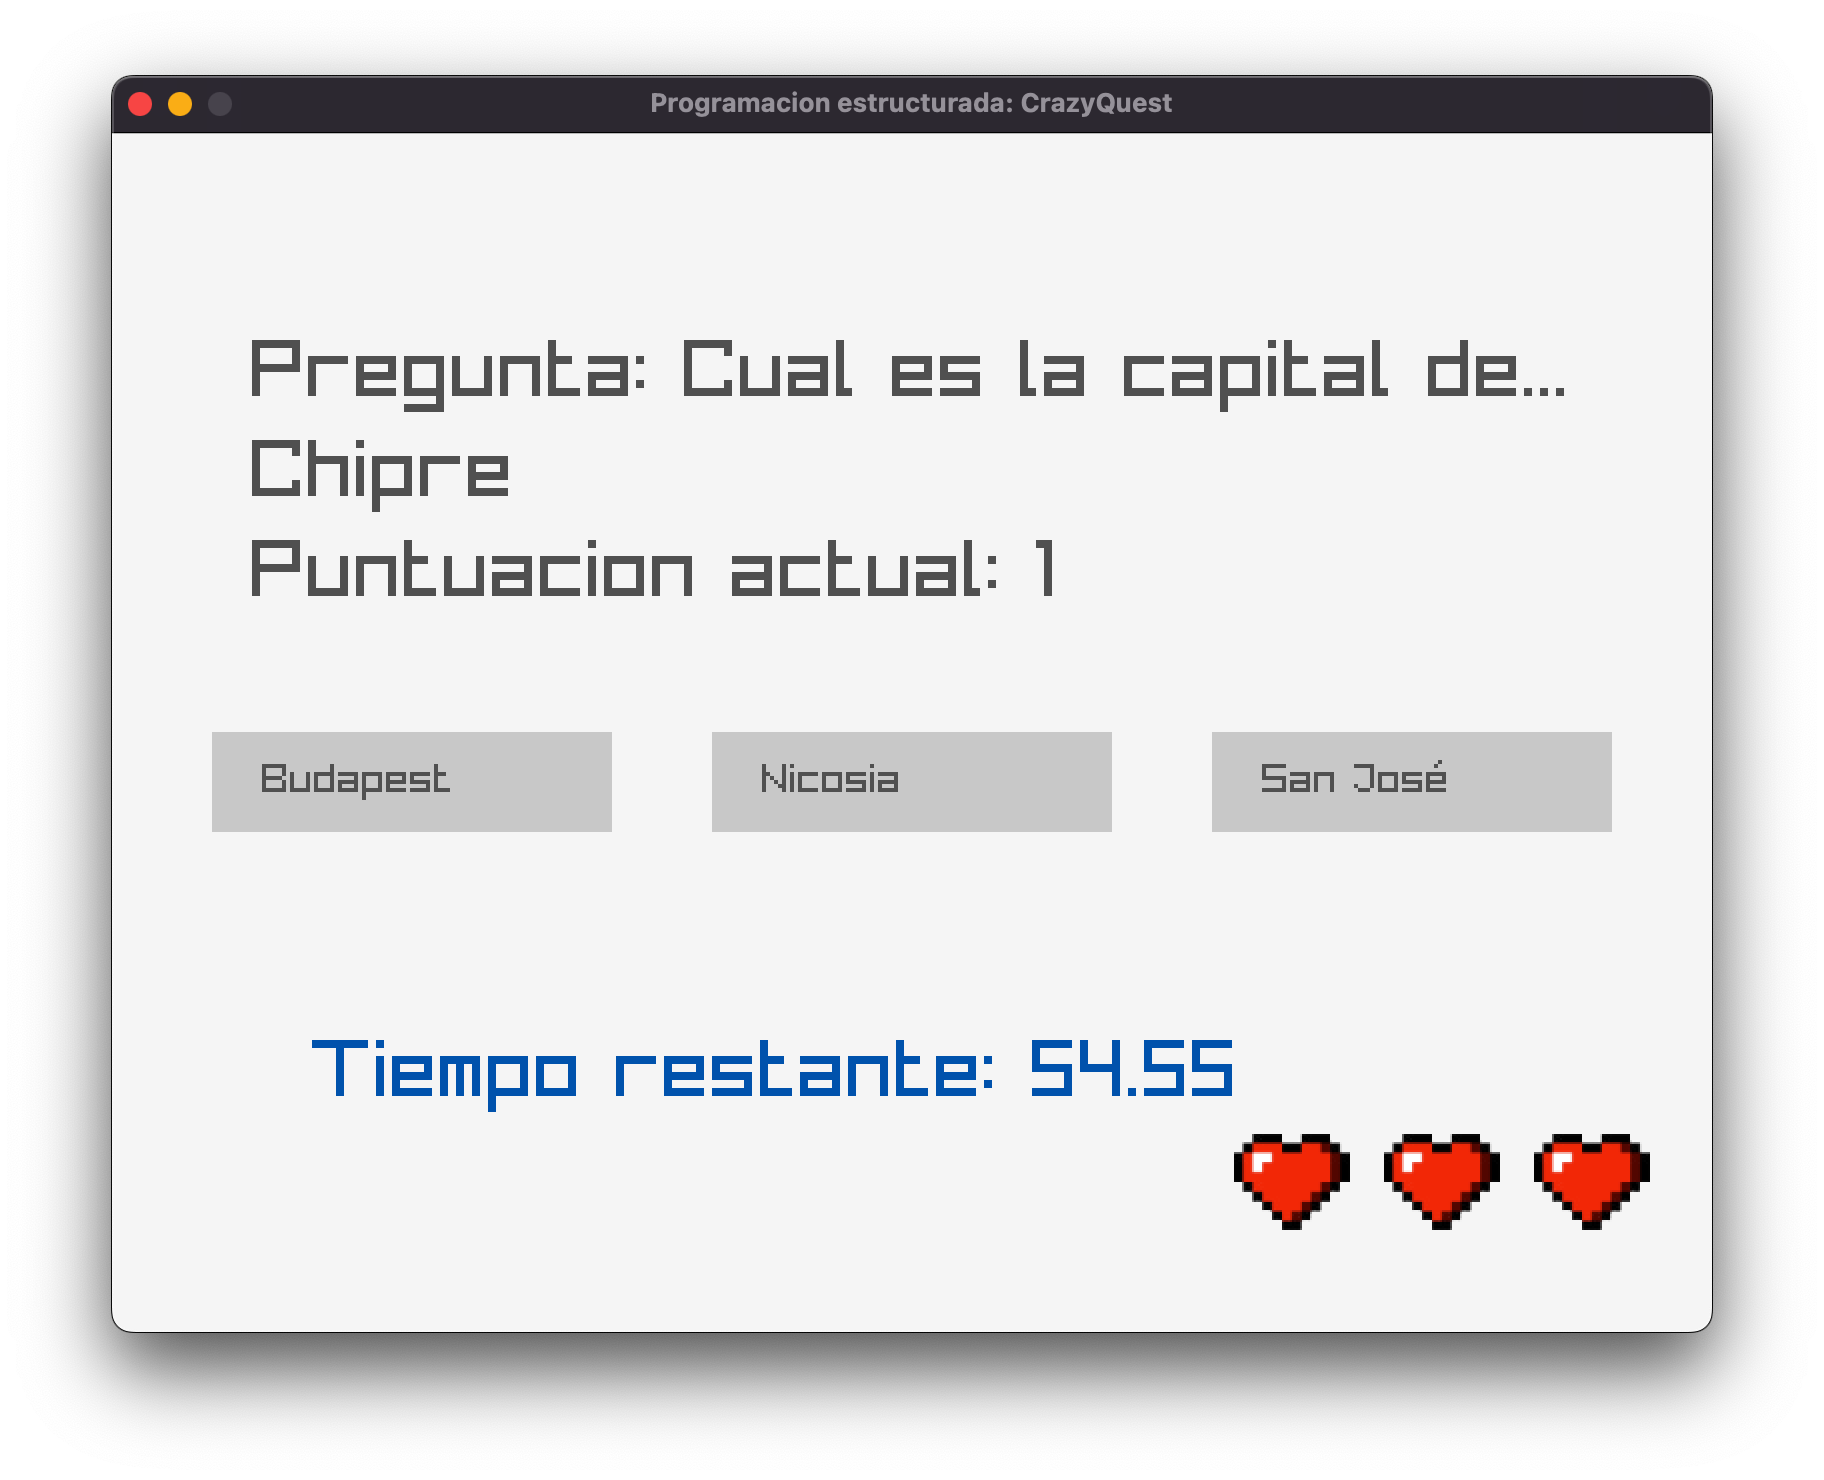 Programacion estructurada: CrazyQuest
Pregunta: Cual es la capital de...
Chipre
Puntuacion actual: 1
Budapest
Nicosia
San José
Tiempo restante: 54.55